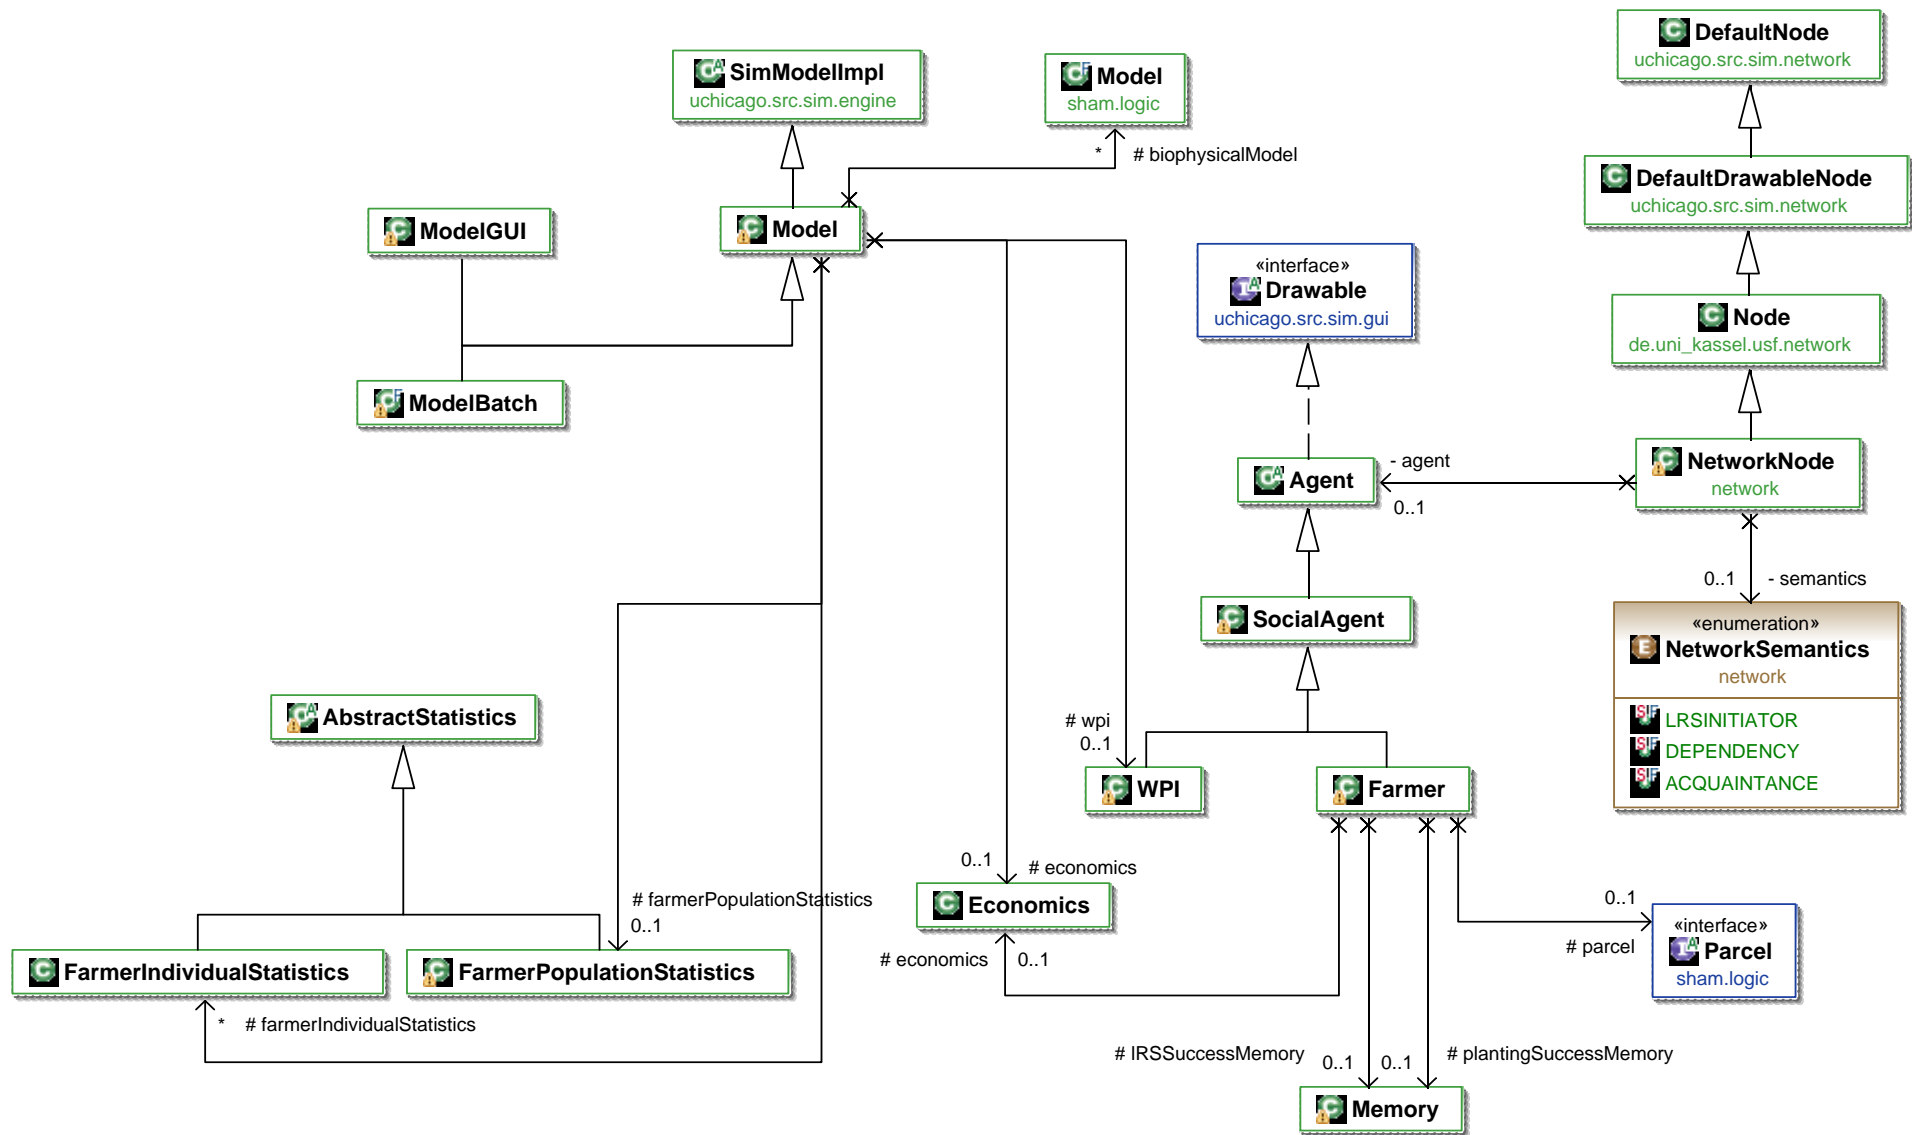 DefaultNode
uchicago.src.sim.network
SimModelImpl
uchicago.src.sim.engine
Model
sham.logic
* # biophysicalModel
DefaultDrawableNode
uchicago.src.sim.network
ModelGUI
Model
«interface»
Drawable
uchicago.src.sim.gui
Node
de.uni_kassel.usf.network
ModelBatch
- agent
0..1
Agent
NetworkNode
network
0..1 - semantics
SocialAgent
«enumeration»
NetworkSemantics
network
LRSINITIATOR
DEPENDENCY
ACQUAINTANCE
AbstractStatistics
# wpi
0..1
WPI
Farmer
0..1 # economics
Economics
# economics 0..1
# farmerPopulationStatistics
0..1
FarmerIndividualStatistics
FarmerPopulationStatistics
* # farmerIndividualStatistics
0..1
# parcel
«interface»
Parcel
sham.logic
# lRSSuccessMemory 0..1
0..1 # plantingSuccessMemory
Memory